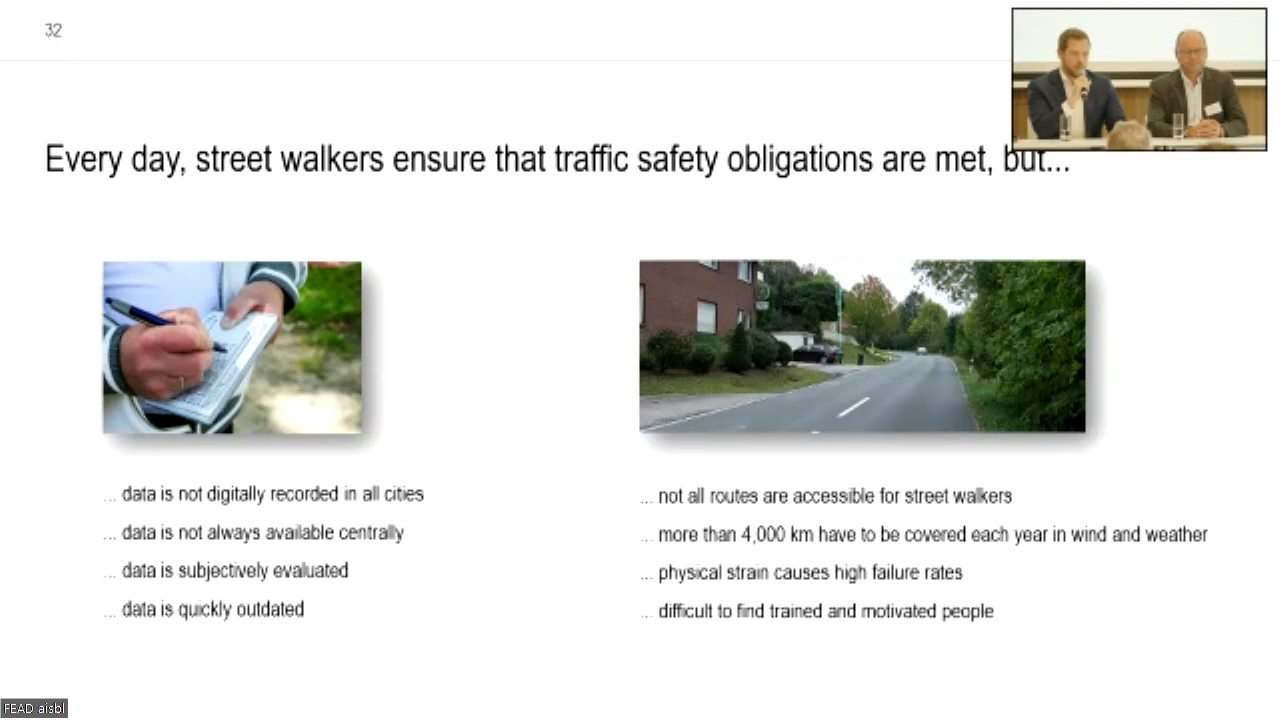 32
Every day, street walkers ensure that traffic safety obligations are met, but...
... data is not digitally recorded in all cities
... data is not always available centrally
... data is subjectively evaluated
... data is quickly outdated
... not all routes are accessible for street walkers
... more than 4,000 km have to be covered each year in wind and weather
... physical strain causes high failure rates
... difficult to find trained and motivated people
FEAD aisbl